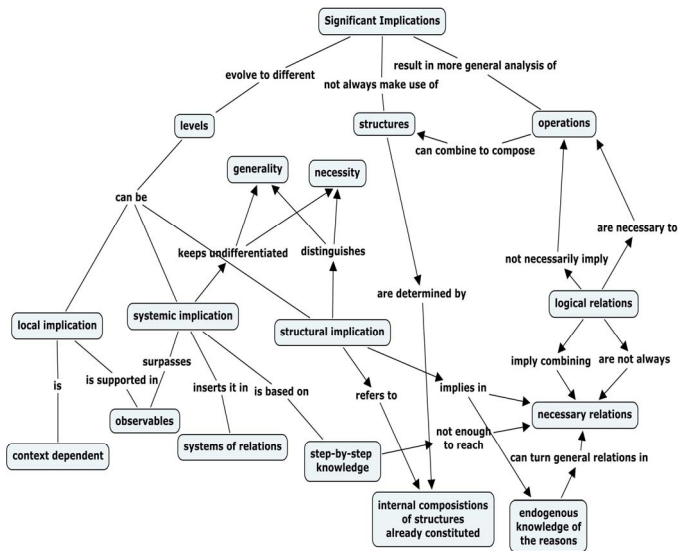 Significant Implications
evolve to different
result in more general analysis of
not always make use of
levels
structures
operations
can combine to compose
generality
necessity
can be
are necessary to
keeps undifferentiated
distinguishes
not necessarily imply
are determined by
logical relations
local implication
systemic implication
structural implication
surpasses
imply combining
are not always
is
is supported in
inserts it in
is based on
implies in
refers to
observables
necessary relations
context dependent
systems of relations
step-by-step
knowledge
not enough
to reach
can turn general relations in
internal composistions
of structures
already constituted
endogenous
knowledge of
the reasons